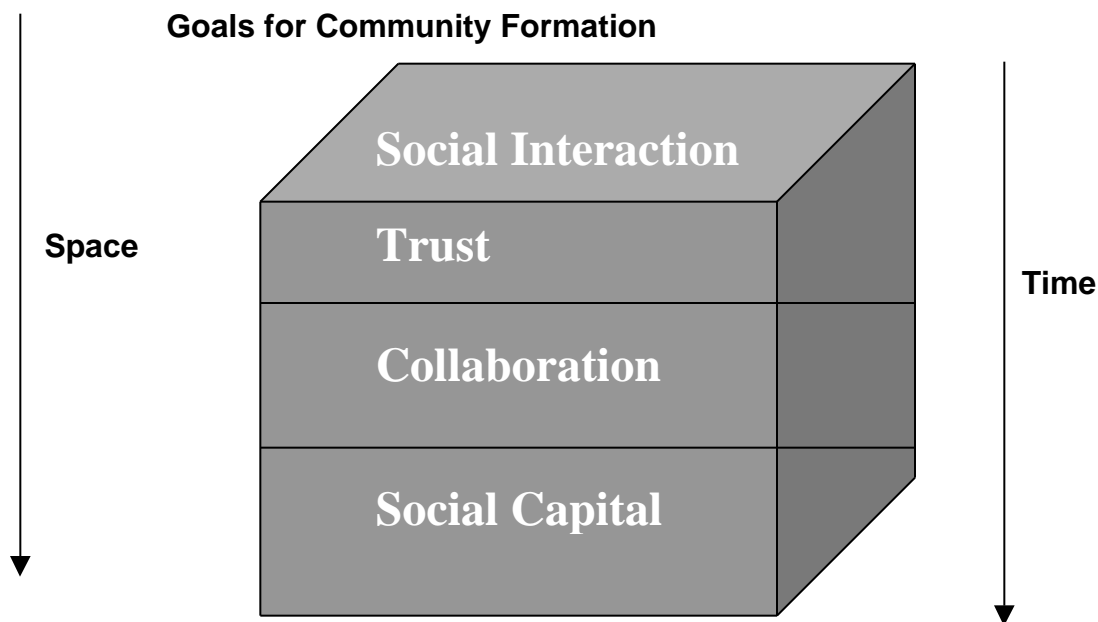 Goals for Community Formation
Social Interaction
Trust
Space
Time
Collaboration
Social Capital